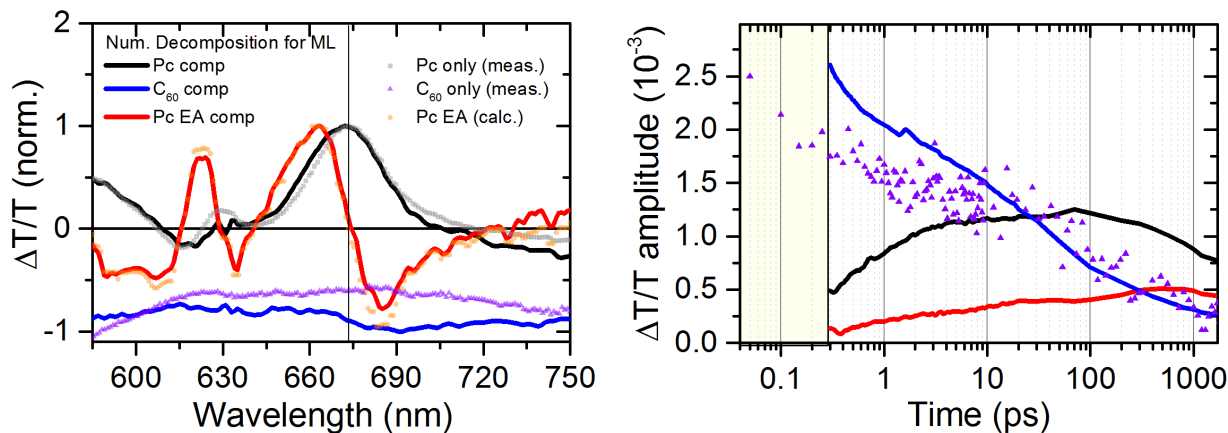 Num. Decomposition for ML
Pc comp
C60 comp
Pc EA comp
Pc only (meas.)
C60 only (meas.)
Pc EA (calc.)
ΔT/T (norm.)
2
1
0
-1
600 630 660 690 720 750
Wavelength (nm)
ΔT/T amplitude (10⁻³)
2.5
2.0
1.5
1.0
0.5
0.0
0.1 1 10 100 1000
Time (ps)